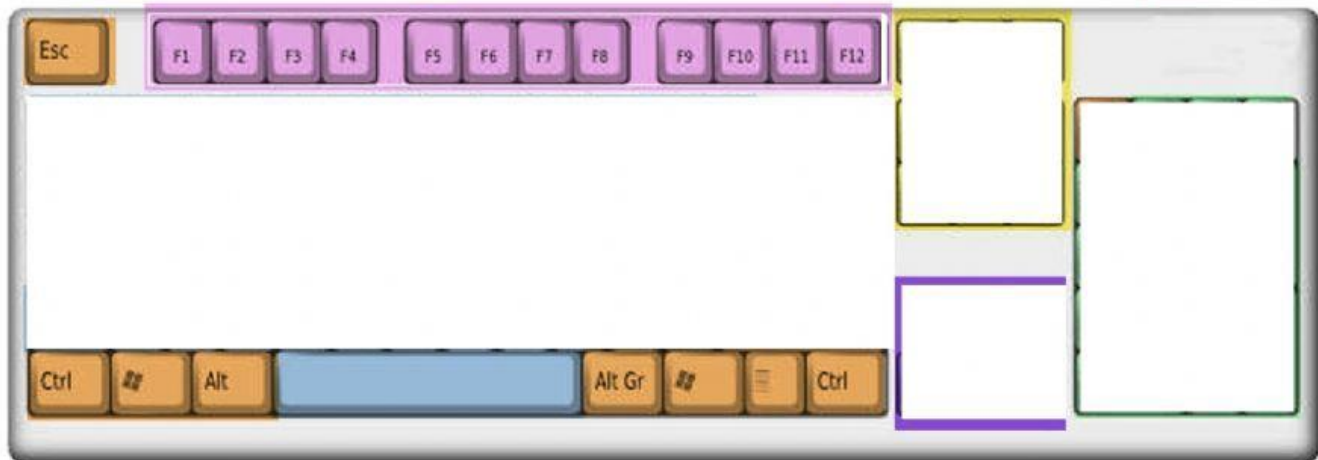 Esc F1 F2 F3 F4 F5 F6 F7 F8 F9 F10 F11 F12
Ctrl Alt Alt Gr Ctrl